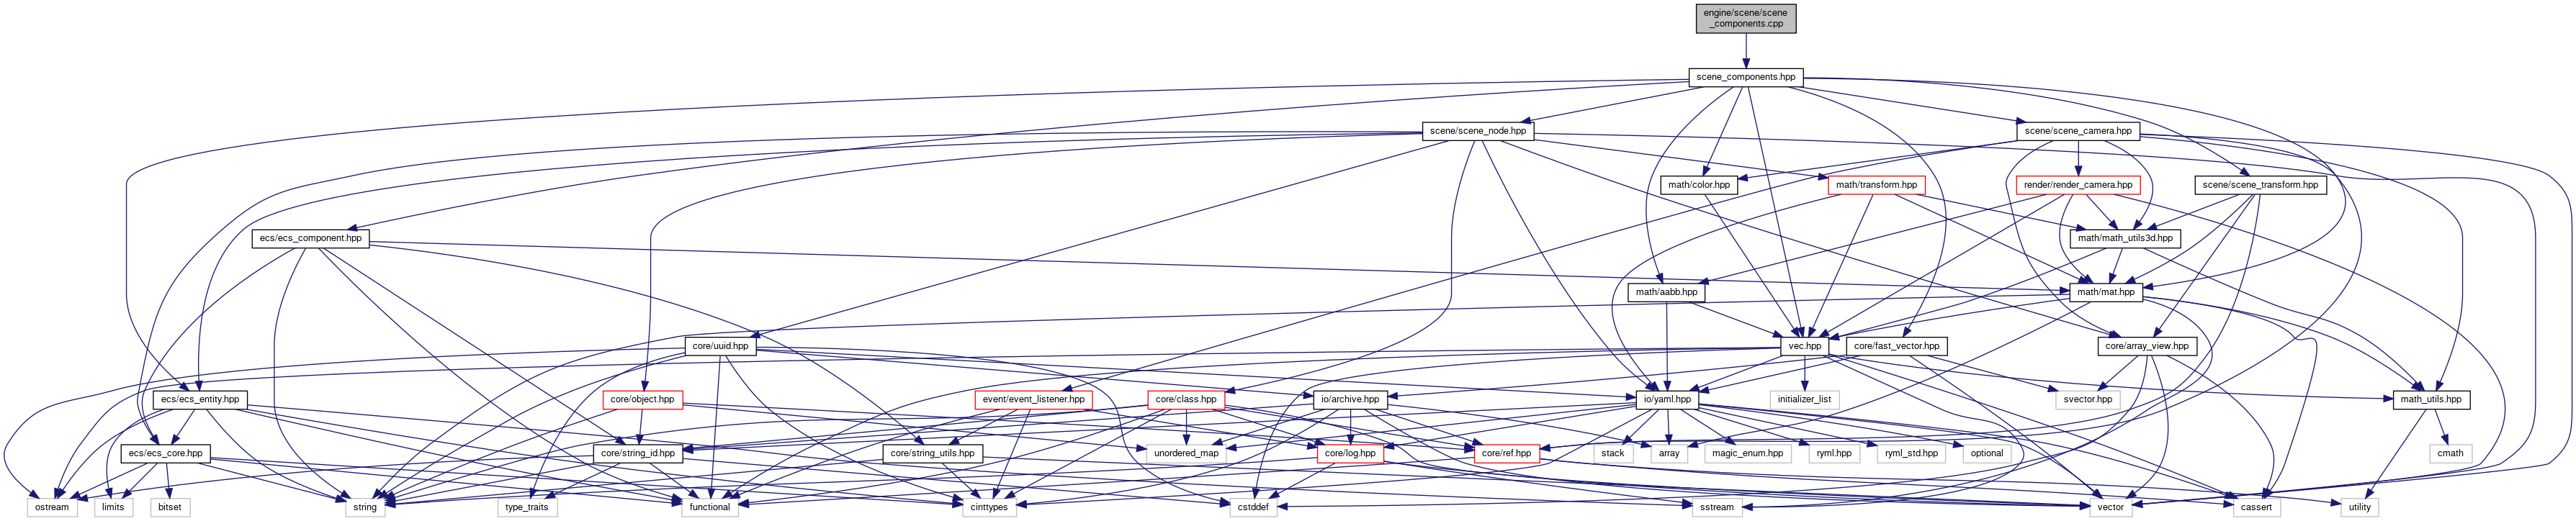 engine/scene/scene
_components.cpp
scene_components.hpp
scene/scene_node.hpp
scene/scene_camera.hpp
math/color.hpp
math/transform.hpp
render/render_camera.hpp
scene/scene_transform.hpp
ecs/ecs_component.hpp
math/math_utils3d.hpp
math/aabb.hpp
math/mat.hpp
core/uuid.hpp
vec.hpp
core/fast_vector.hpp
core/array_view.hpp
ecs/ecs_entity.hpp
core/object.hpp
event/event_listener.hpp
core/class.hpp
io/archive.hpp
io/yaml.hpp
initializer_list
svector.hpp
math_utils.hpp
ecs/ecs_core.hpp
core/string_id.hpp
core/string_utils.hpp
unordered_map
core/log.hpp
core/ref.hpp
stack
array
magic_enum.hpp
ryml.hpp
ryml_std.hpp
optional
cmath
ostream
limits
bitset
string
type_traits
functional
cinttypes
cstddef
sstream
vector
cassert
utility